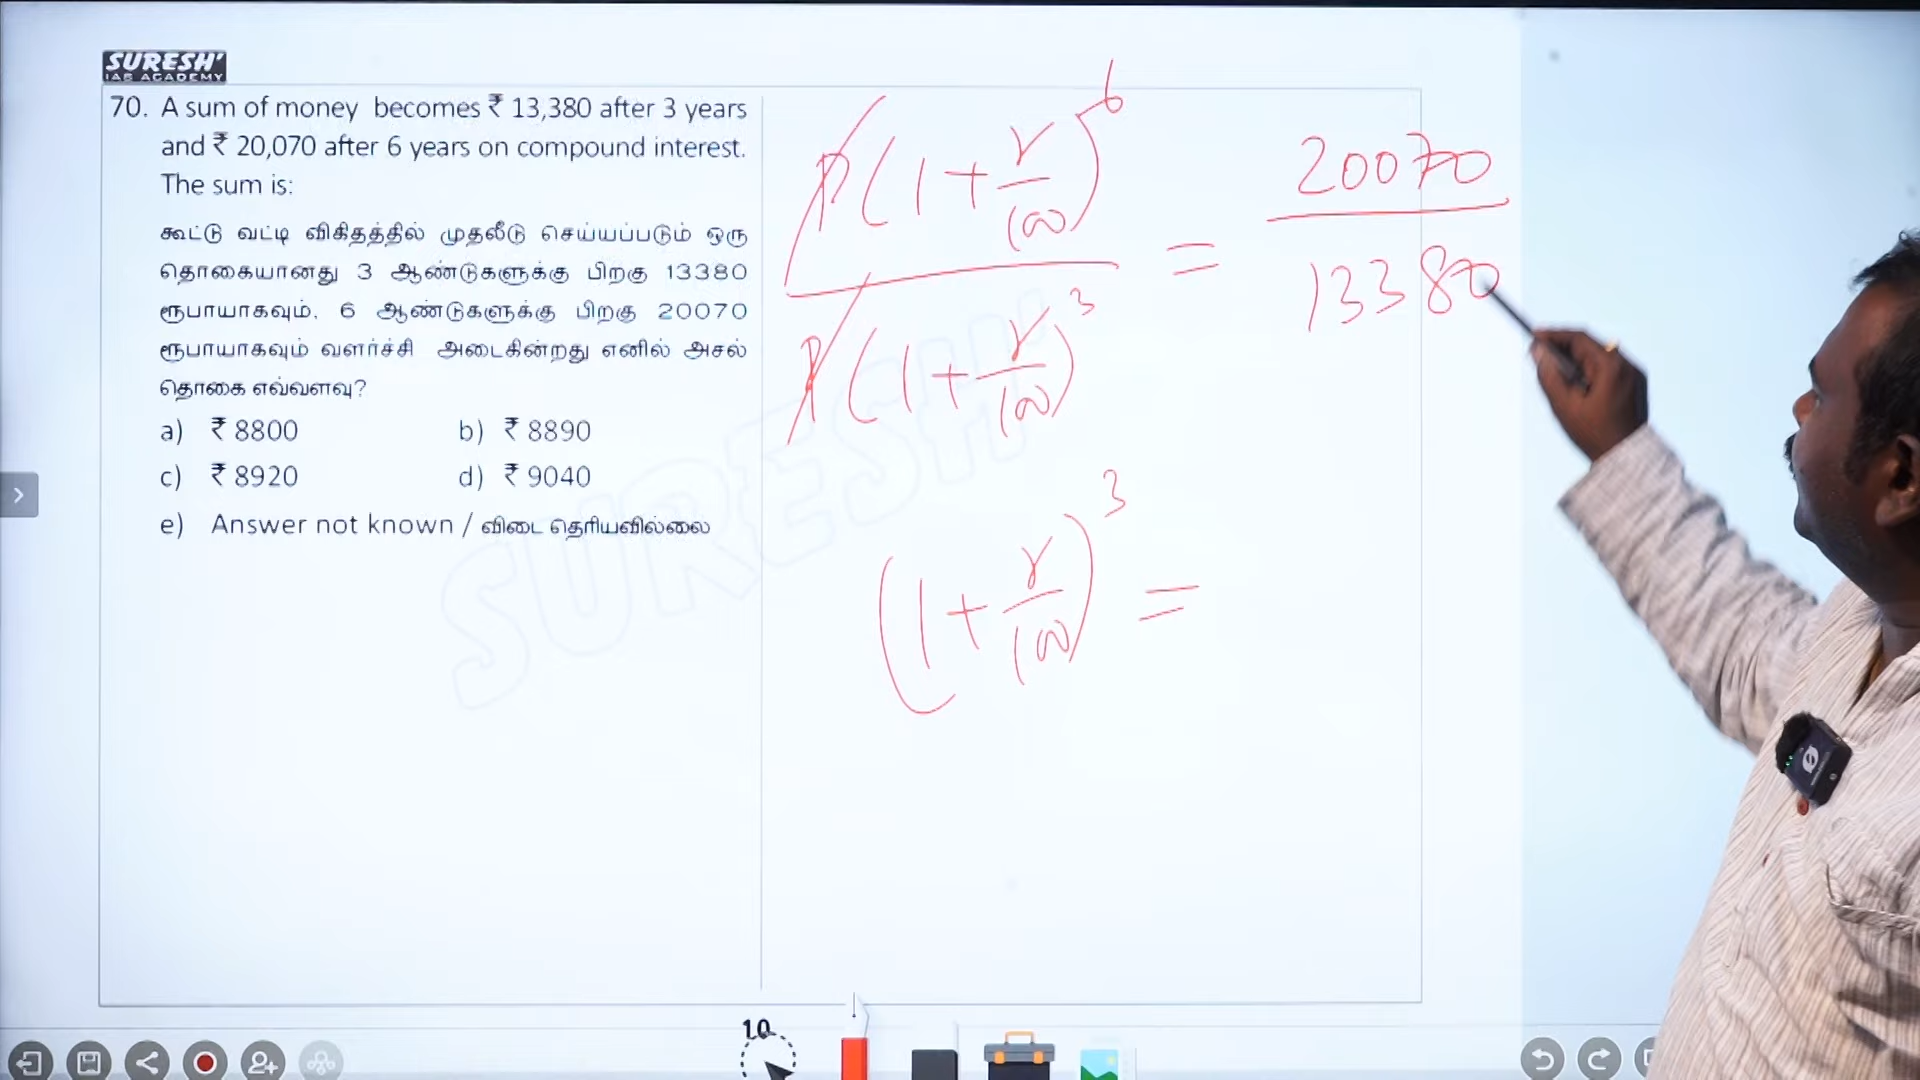 SURESH'
IAS ACADEMY
70. A sum of money becomes ₹ 13,380 after 3 years
and ₹ 20,070 after 6 years on compound interest.
The sum is:
கூட்டு வட்டி விகிதத்தில் முதலீடு செய்யப்படும் ஒரு
தொகையானது 3 ஆண்டுகளுக்கு பிறகு 13380
ரூபாயாகவும், 6 ஆண்டுகளுக்கு பிறகு 20070
ரூபாயாகவும் வளர்ச்சி அடைகின்றது எனில் அசல்
தொகை எவ்வளவு?
a) ₹ 8800 b) ₹ 8890
c) ₹ 8920 d) ₹ 9040
e) Answer not known / விடை தெரியவில்லை
P(1+r/100)^6 / P(1+r/100)^3 = 20070/13380
(1+r/100)^3 =
SURESH'
10